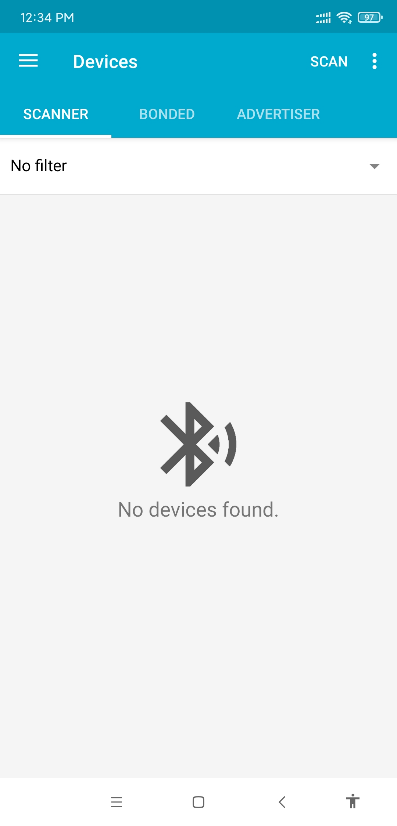 12:34 PM
97
Devices
SCAN
SCANNER
BONDED
ADVERTISER
No filter
No devices found.